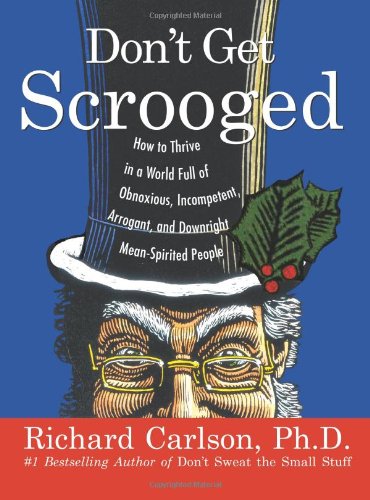 Don't Get
Scrooged
How to Thrive
in a World Full of
Obnoxious, Incompetent,
Arrogant, and Downright
Mean-Spirited People
Richard Carlson, Ph.D.
#1 Bestselling Author of Don't Sweat the Small Stuff